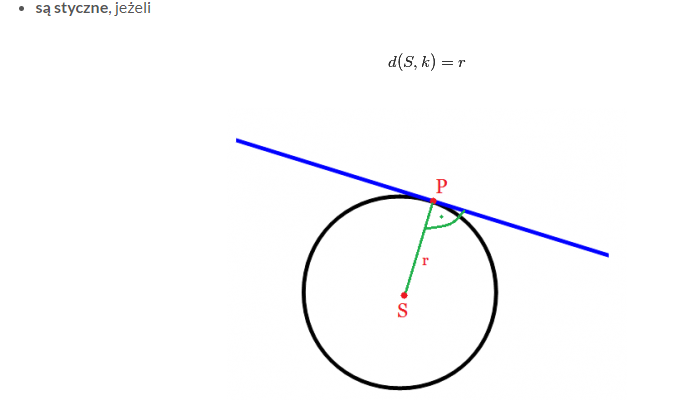 są styczne, jeżeli
d(S, k) = r
P
r
S